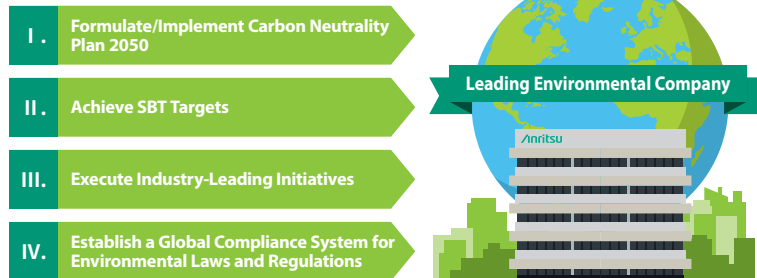 I.
Formulate/Implement Carbon Neutrality
Plan 2050
II.
Achieve SBT Targets
III.
Execute Industry-Leading Initiatives
IV.
Establish a Global Compliance System for
Environmental Laws and Regulations
Leading Environmental Company
Anritsu